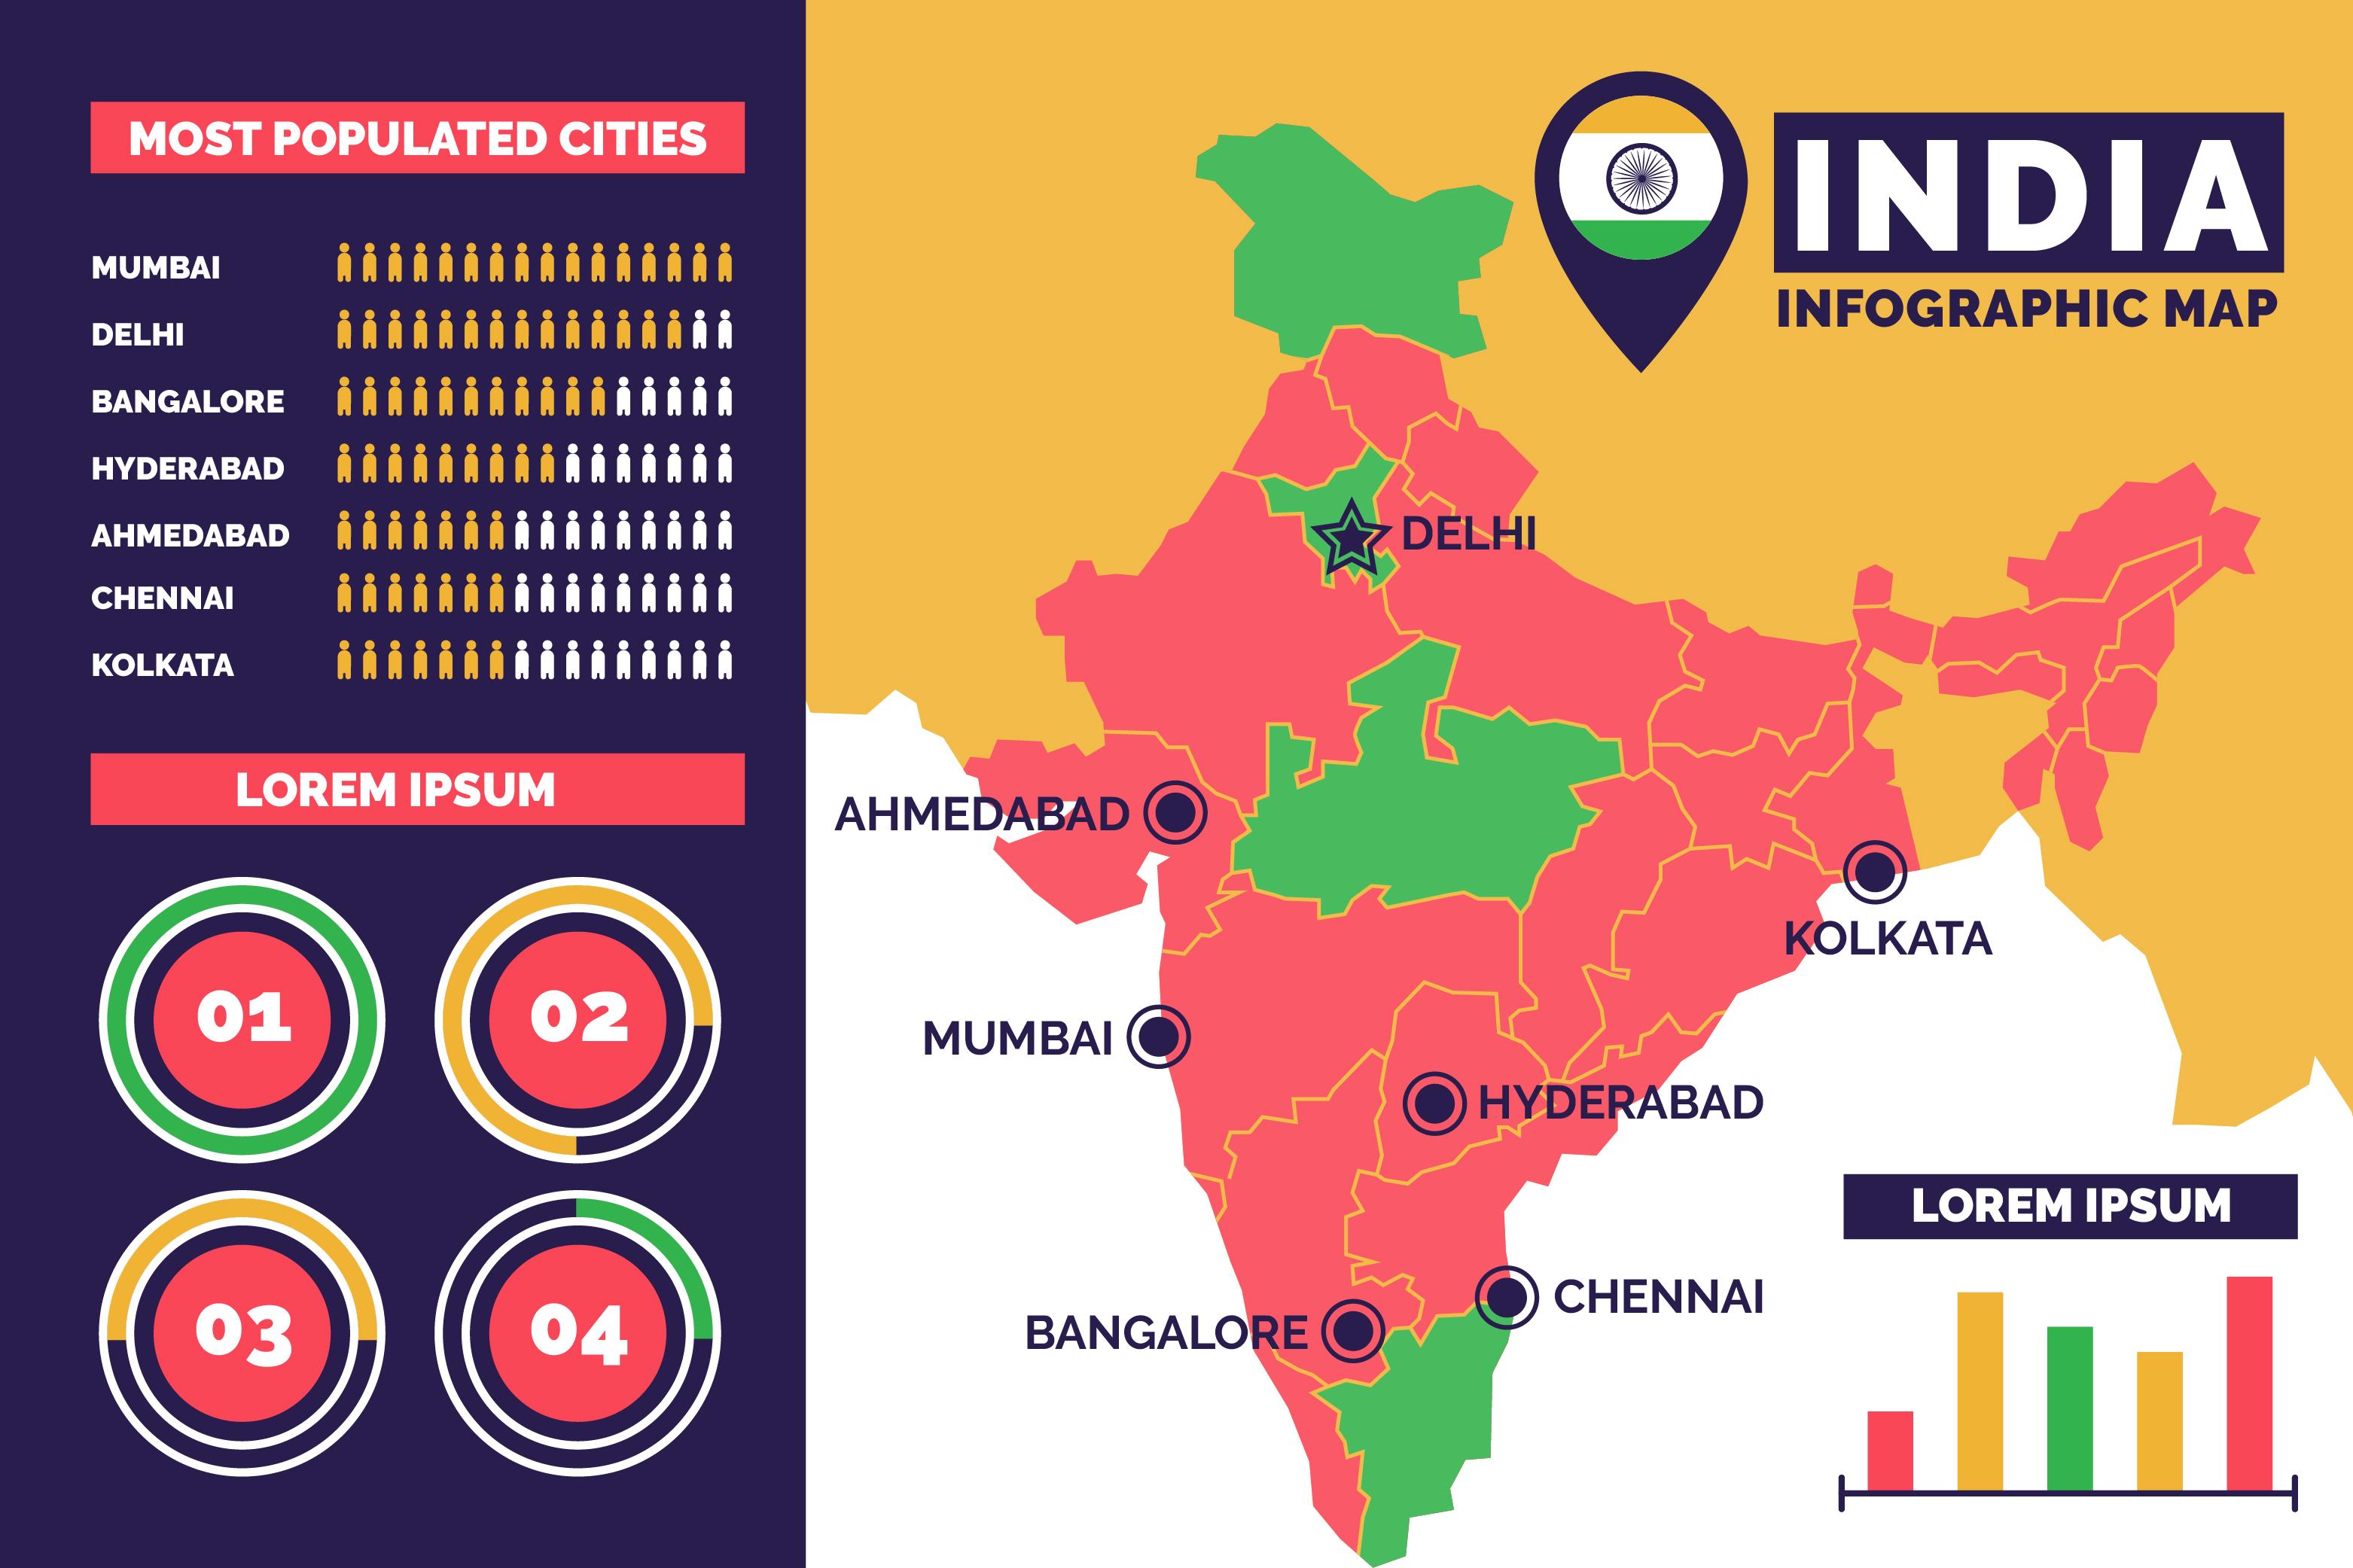 MOST POPULATED CITIES
MUMBAI
DELHI
BANGALORE
HYDERABAD
AHMEDABAD
CHENNAI
KOLKATA
LOREM IPSUM
01
02
03
04
INDIA
INFOGRAPHIC MAP
DELHI
AHMEDABAD
KOLKATA
MUMBAI
HYDERABAD
CHENNAI
BANGALORE
LOREM IPSUM